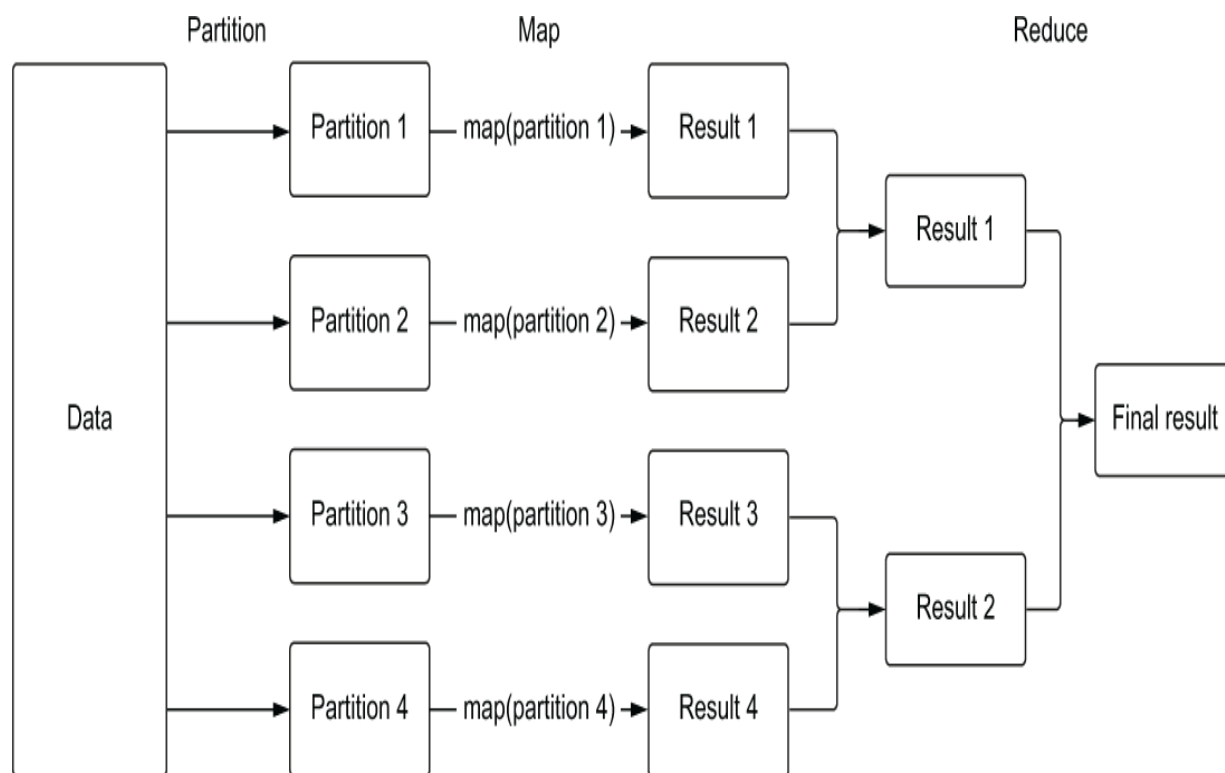 Partition
Map
Reduce
Data
Partition 1
map(partition 1)
Result 1
Partition 2
map(partition 2)
Result 2
Partition 3
map(partition 3)
Result 3
Partition 4
map(partition 4)
Result 4
Result 1
Result 2
Final result